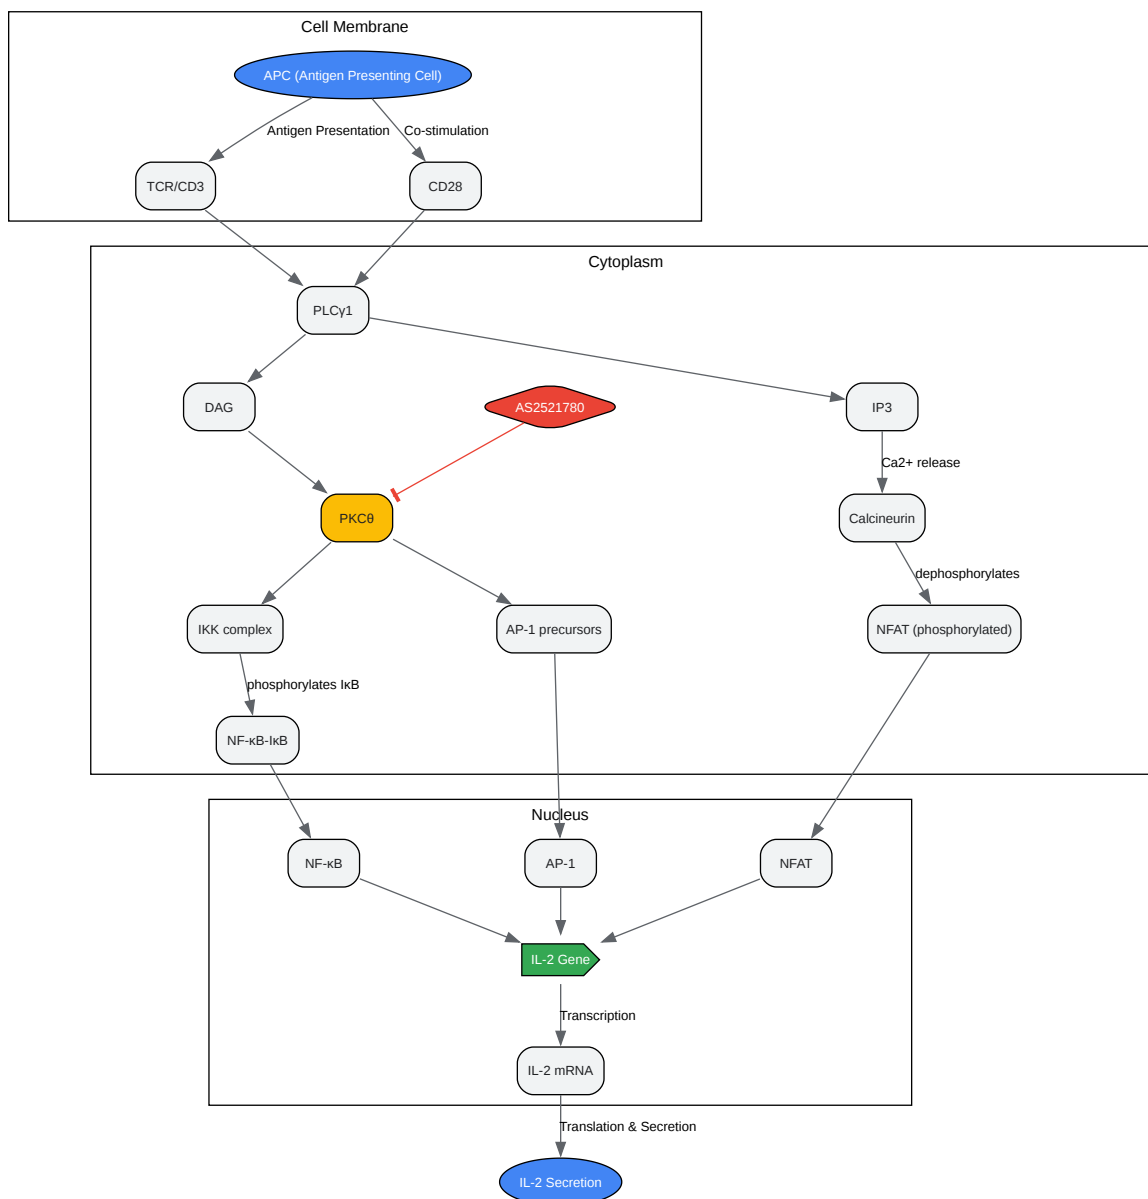 Cell Membrane
APC (Antigen Presenting Cell)
Antigen Presentation
Co-stimulation
TCR/CD3
CD28
Cytoplasm
PLCγ1
DAG
AS2521780
IP3
Ca2+ release
PKCθ
Calcineurin
dephosphorylates
IKK complex
AP-1 precursors
NFAT (phosphorylated)
phosphorylates IκB
NF-κB-IκB
Nucleus
NF-κB
AP-1
NFAT
IL-2 Gene
Transcription
IL-2 mRNA
Translation & Secretion
IL-2 Secretion